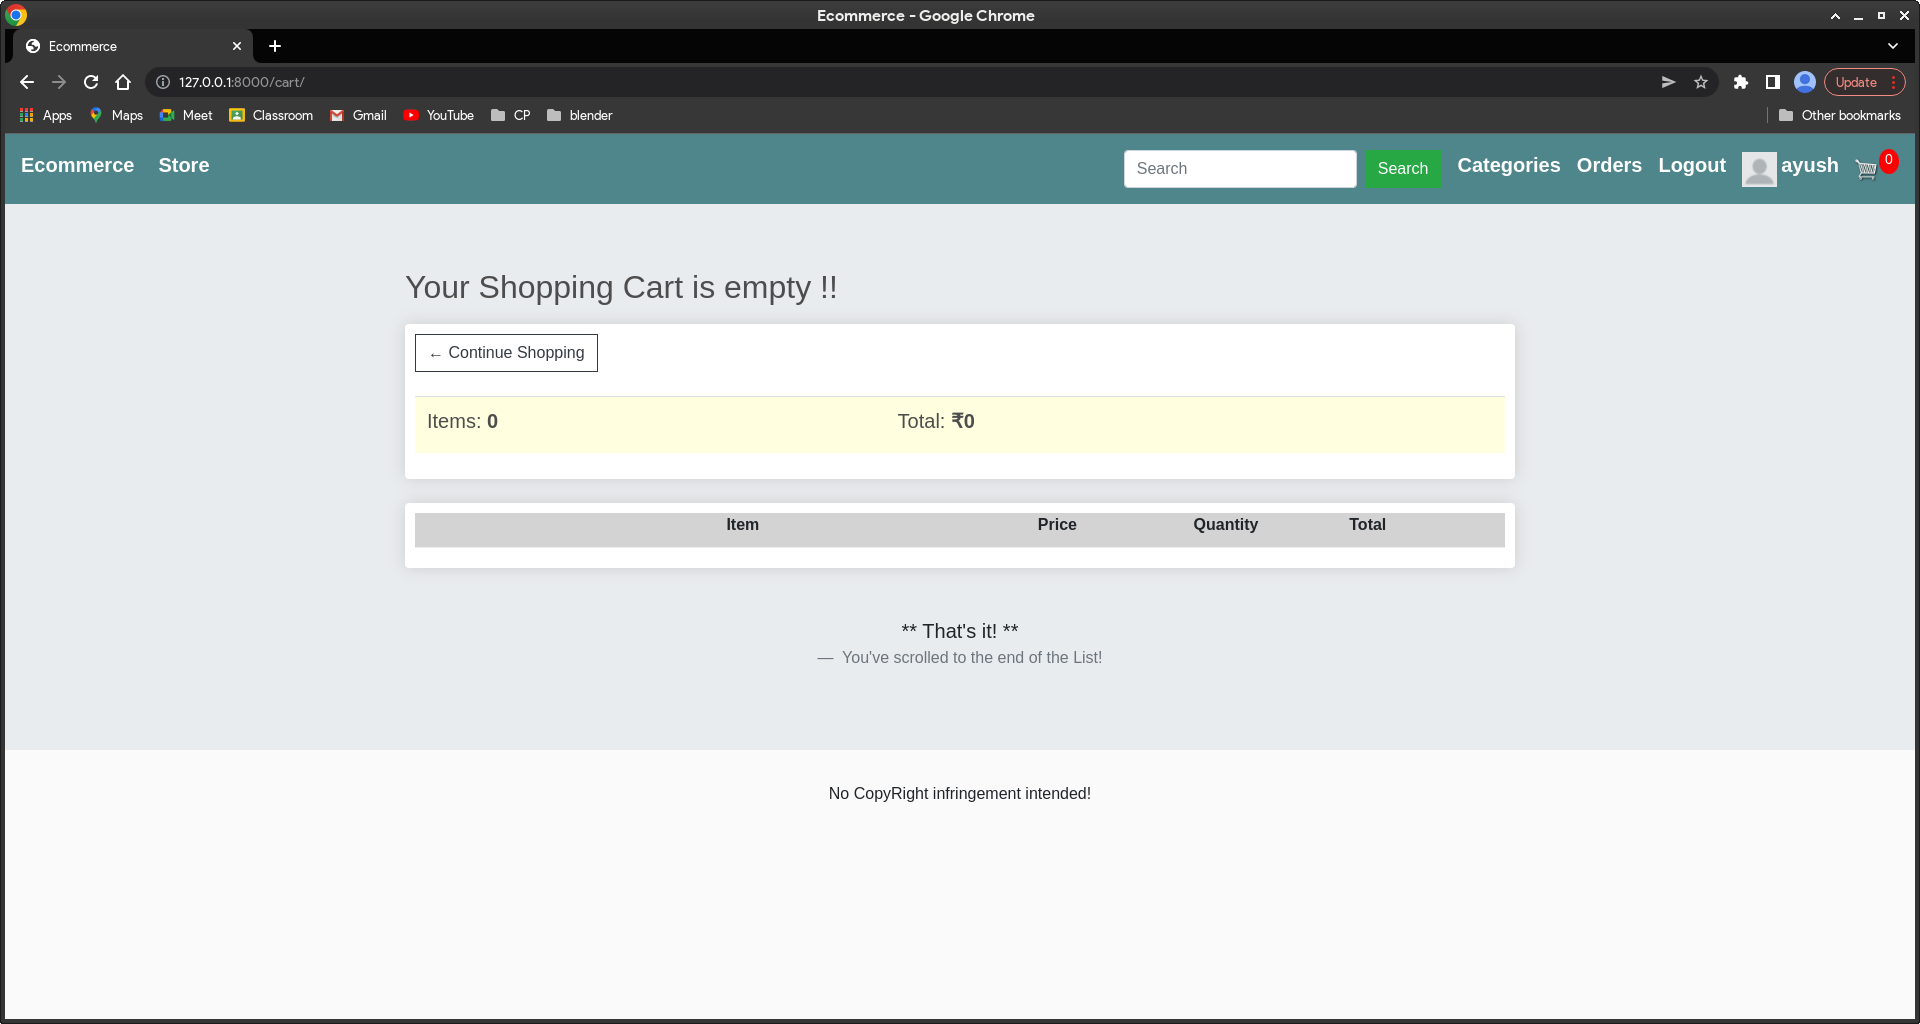 Ecommerce - Google Chrome
Ecommerce
127.0.0.1:8000/cart/
Update
Apps Maps Meet Classroom Gmail YouTube CP blender Other bookmarks
Ecommerce Store Search Search Categories Orders Logout ayush 0
Your Shopping Cart is empty !!
← Continue Shopping
Items: 0 Total: ₹0
Item Price Quantity Total
** That's it! **
— You've scrolled to the end of the List!
No CopyRight infringement intended!